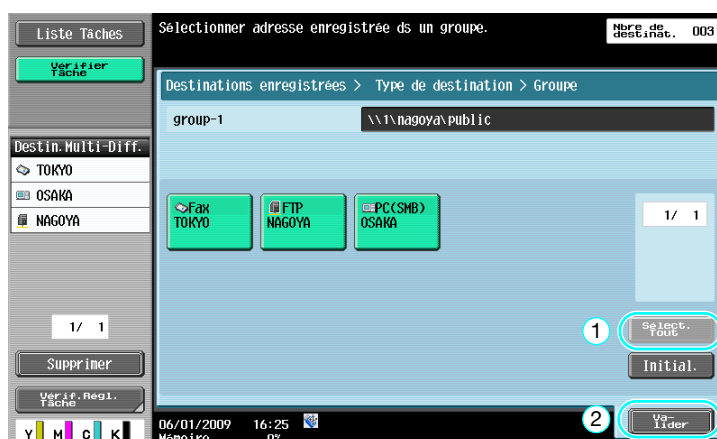 Liste Tâches
Sélectionner adresse enregistrée ds un groupe.
Nbre de
destinat. 003
Vérifier
Tâche
Destinations enregistrées > Type de destination > Groupe
group-1
\\1\nagoya\public
Destin.Multi-Diff.
TOKYO
OSAKA
NAGOYA
Fax
TOKYO
FTP
NAGOYA
PC(SMB)
OSAKA
1/ 1
1/ 1
1
Sélect.
Tout
Supprimer
Initial.
Vérif.Régl.
Tâche
2
Va-
lider
06/01/2009 16:25
Mémoire 0%
Y M C K